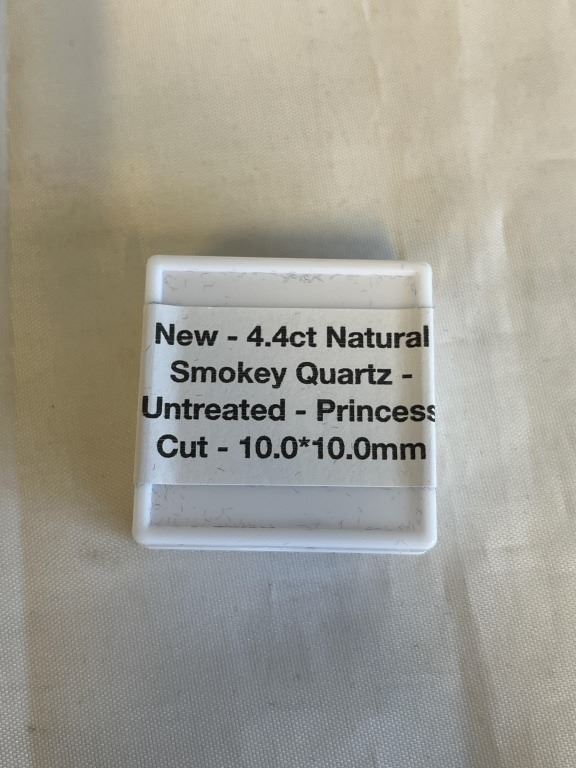 New - 4.4ct Natural
Smokey Quartz -
Untreated - Princess
Cut - 10.0*10.0mm